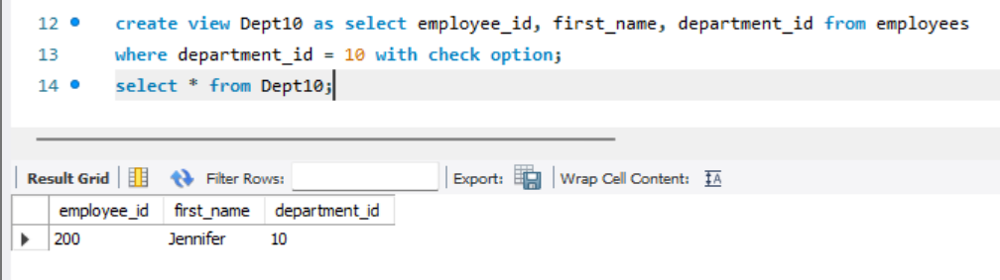 12 create view Dept10 as select employee_id, first_name, department_id from employees
13 where department_id = 10 with check option;
14 select * from Dept10;
Result Grid Filter Rows: Export: Wrap Cell Content: IA
employee_id first_name department_id
200 Jennifer 10